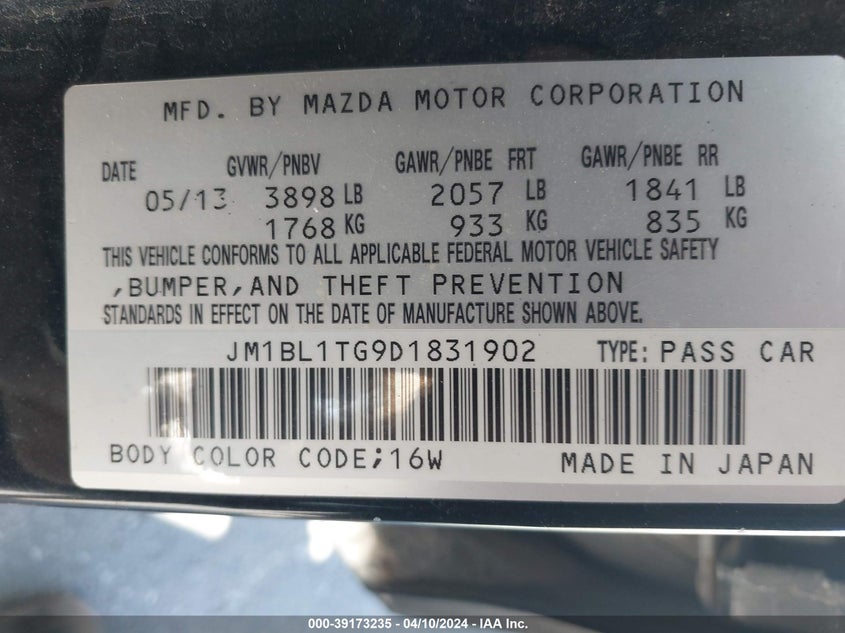 MFD. BY MAZDA MOTOR CORPORATION
DATE GVWR/PNBV GAWR/PNBE FRT GAWR/PNBE RR
05/13 3898 LB 2057 LB 1841 LB
1768 KG 933 KG 835 KG
THIS VEHICLE CONFORMS TO ALL APPLICABLE FEDERAL MOTOR VEHICLE SAFETY
,BUMPER,AND THEFT PREVENTION
STANDARDS IN EFFECT ON THE DATE OF MANUFACTURE SHOWN ABOVE.
JM1BL1TG9D1831902 TYPE: PASS CAR
BODY COLOR CODE;16W MADE IN JAPAN
000-39173235 - 04/10/2024 - IAA Inc.